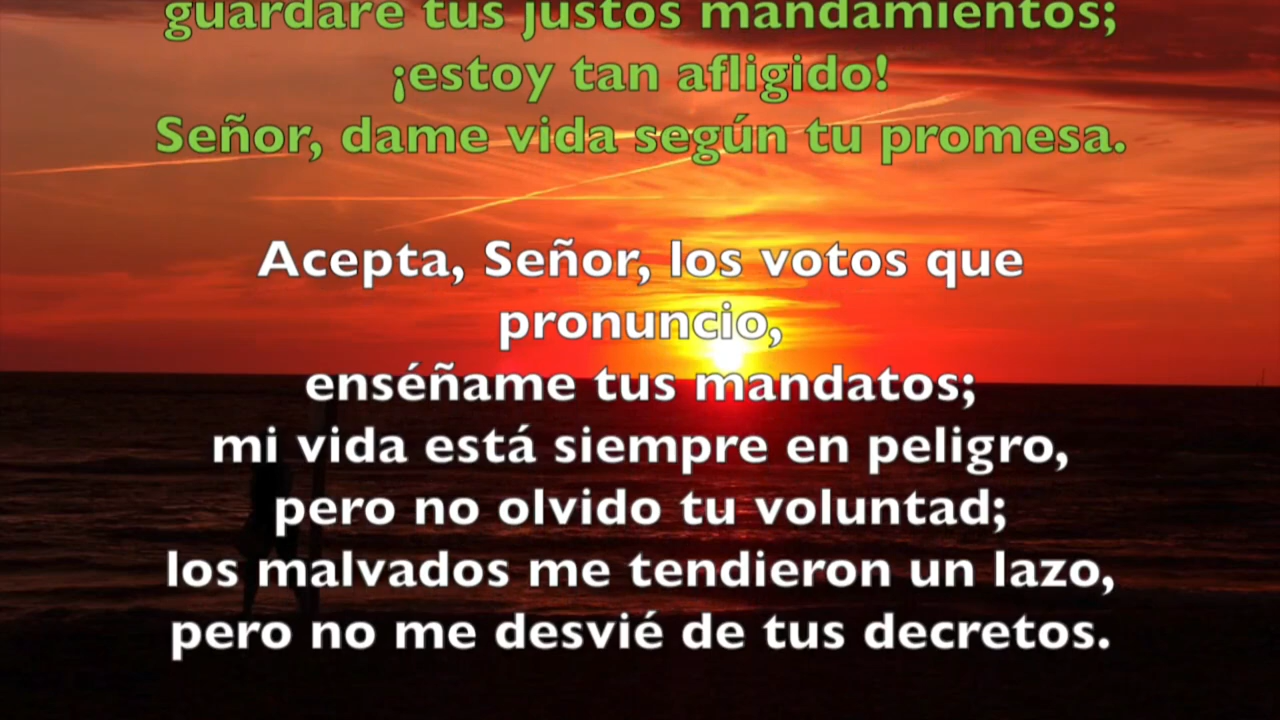 guardaré tus justos mandamientos;
¡estoy tan afligido!
Señor, dame vida según tu promesa.
Acepta, Señor, los votos que
pronuncio,
enséñame tus mandatos;
mi vida está siempre en peligro,
pero no olvido tu voluntad;
los malvados me tendieron un lazo,
pero no me desvié de tus decretos.